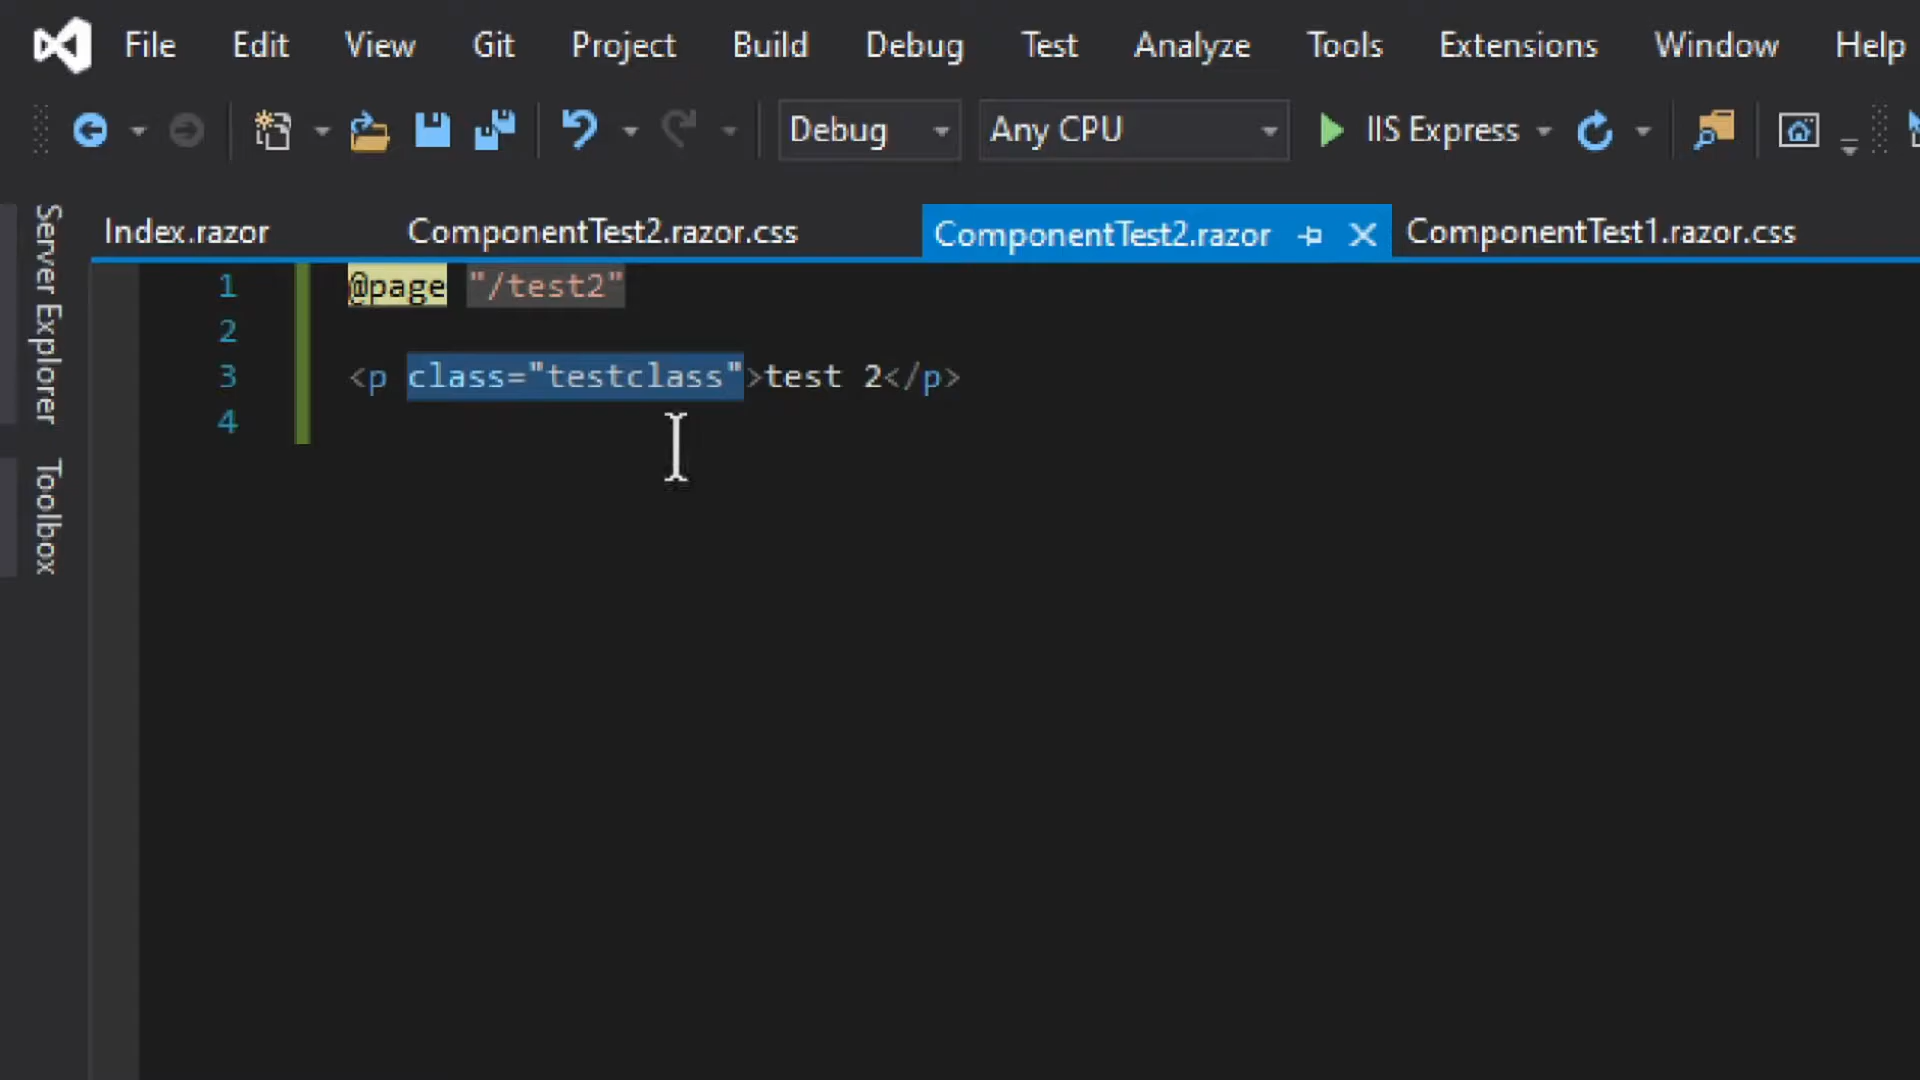 File Edit View Git Project Build Debug Test Analyze Tools Extensions Window Help
Debug Any CPU IIS Express
Server Explorer
Toolbox
Index.razor ComponentTest2.razor.css ComponentTest2.razor ComponentTest1.razor.css
1 @page "/test2"
2
3 <p class="testclass">test 2</p>
4